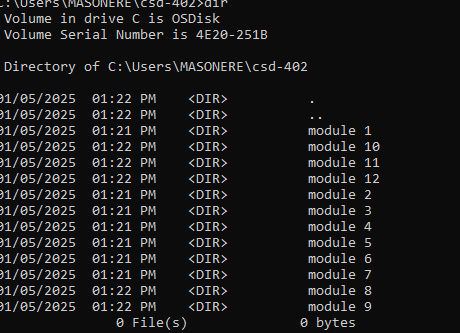 C:\Users\MASONERE\csd-402>dir
Volume in drive C is OSDisk
Volume Serial Number is 4E20-251B
Directory of C:\Users\MASONERE\csd-402
01/05/2025 01:22 PM <DIR> .
01/05/2025 01:22 PM <DIR> ..
01/05/2025 01:21 PM <DIR> module 1
01/05/2025 01:22 PM <DIR> module 10
01/05/2025 01:22 PM <DIR> module 11
01/05/2025 01:22 PM <DIR> module 12
01/05/2025 01:21 PM <DIR> module 2
01/05/2025 01:21 PM <DIR> module 3
01/05/2025 01:21 PM <DIR> module 4
01/05/2025 01:21 PM <DIR> module 5
01/05/2025 01:21 PM <DIR> module 6
01/05/2025 01:21 PM <DIR> module 7
01/05/2025 01:22 PM <DIR> module 8
01/05/2025 01:22 PM <DIR> module 9
0 File(s) 0 bytes